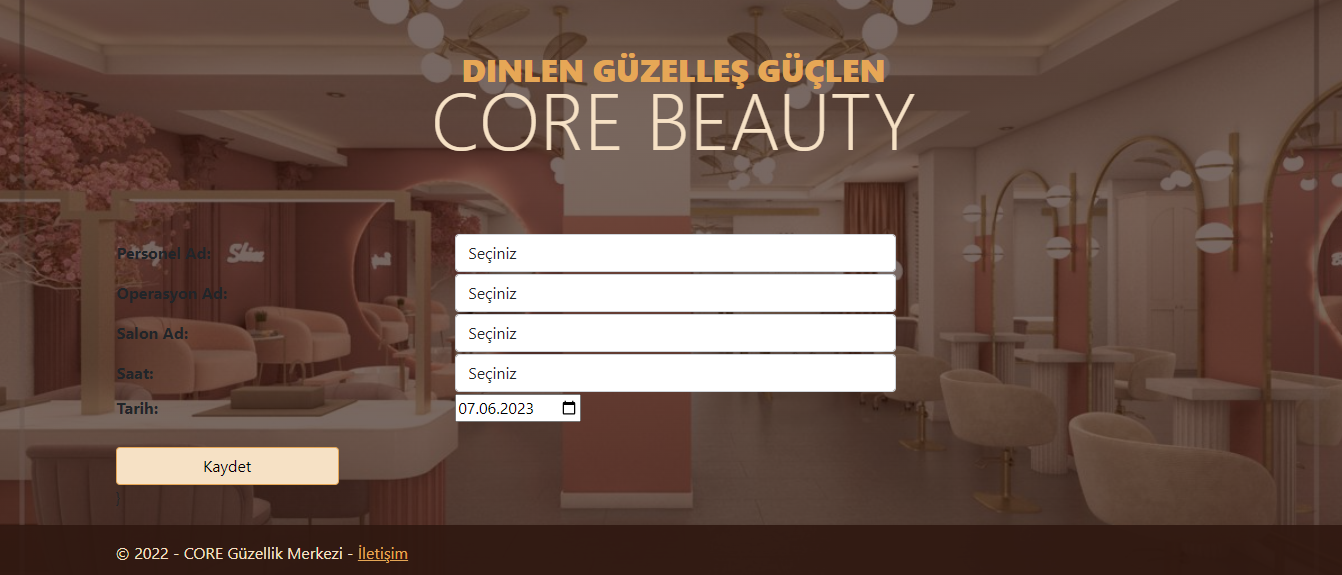 DINLEN GÜZELLEŞ GÜÇLEN
CORE BEAUTY
Personel Ad: Seçiniz
Operasyon Ad: Seçiniz
Salon Ad: Seçiniz
Saat: Seçiniz
Tarih: 07.06.2023
Kaydet
© 2022 - CORE Güzellik Merkezi - İletişim